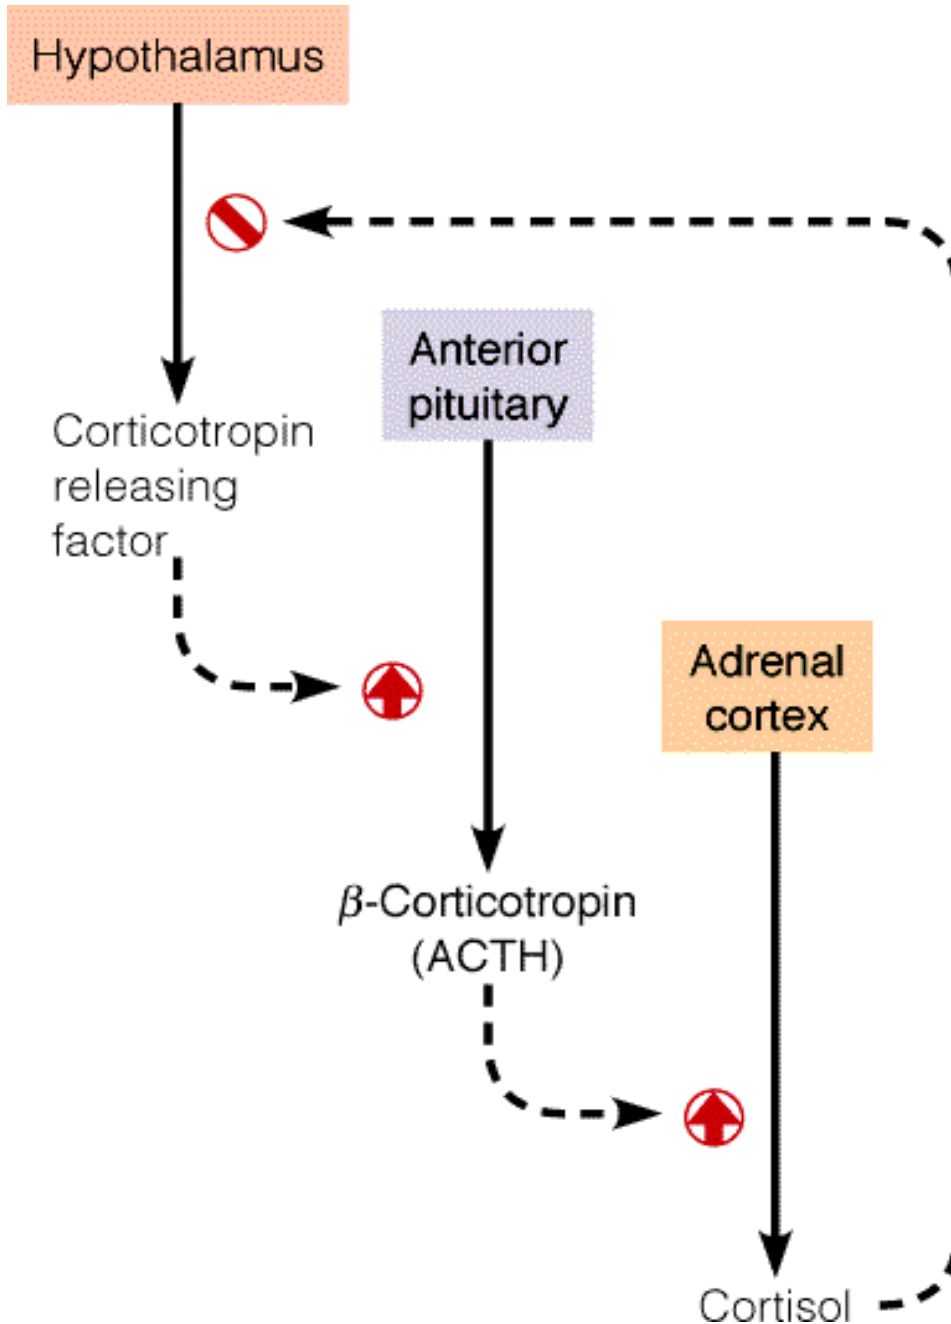 Hypothalamus
Anterior
pituitary
Corticotropin
releasing
factor
Adrenal
cortex
β-Corticotropin
(ACTH)
Cortisol